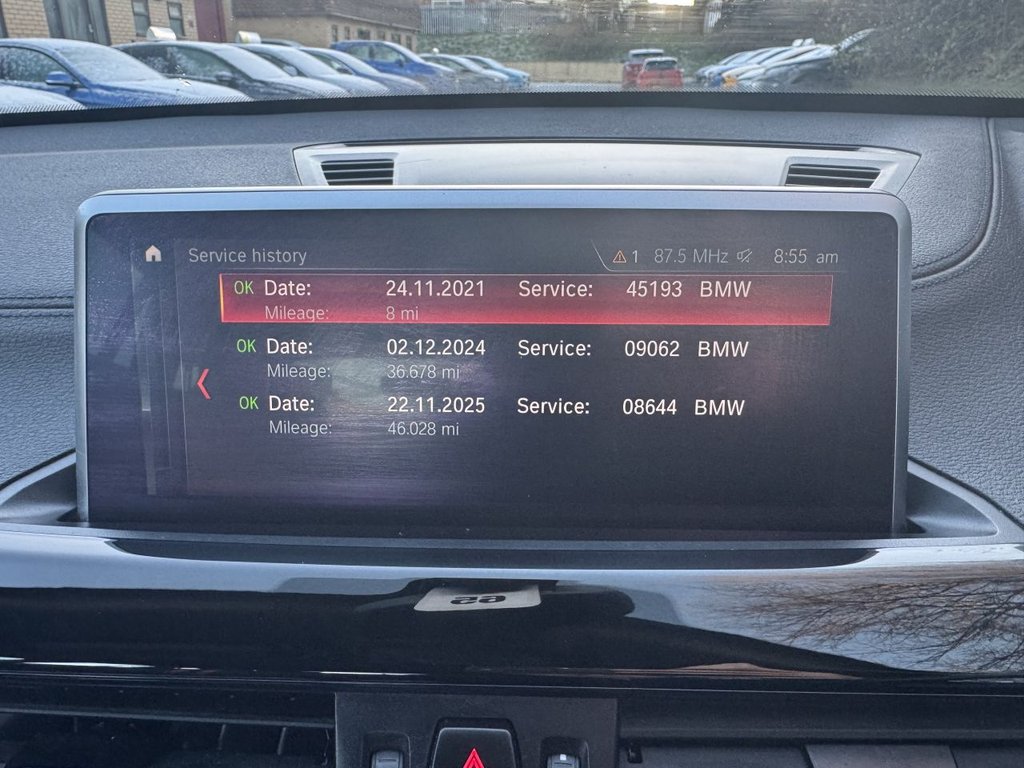 Service history 1 87.5 MHz 8:55 am
OK Date: 24.11.2021 Service: 45193 BMW
Mileage: 8 mi
OK Date: 02.12.2024 Service: 09062 BMW
Mileage: 36.678 mi
OK Date: 22.11.2025 Service: 08644 BMW
Mileage: 46.028 mi